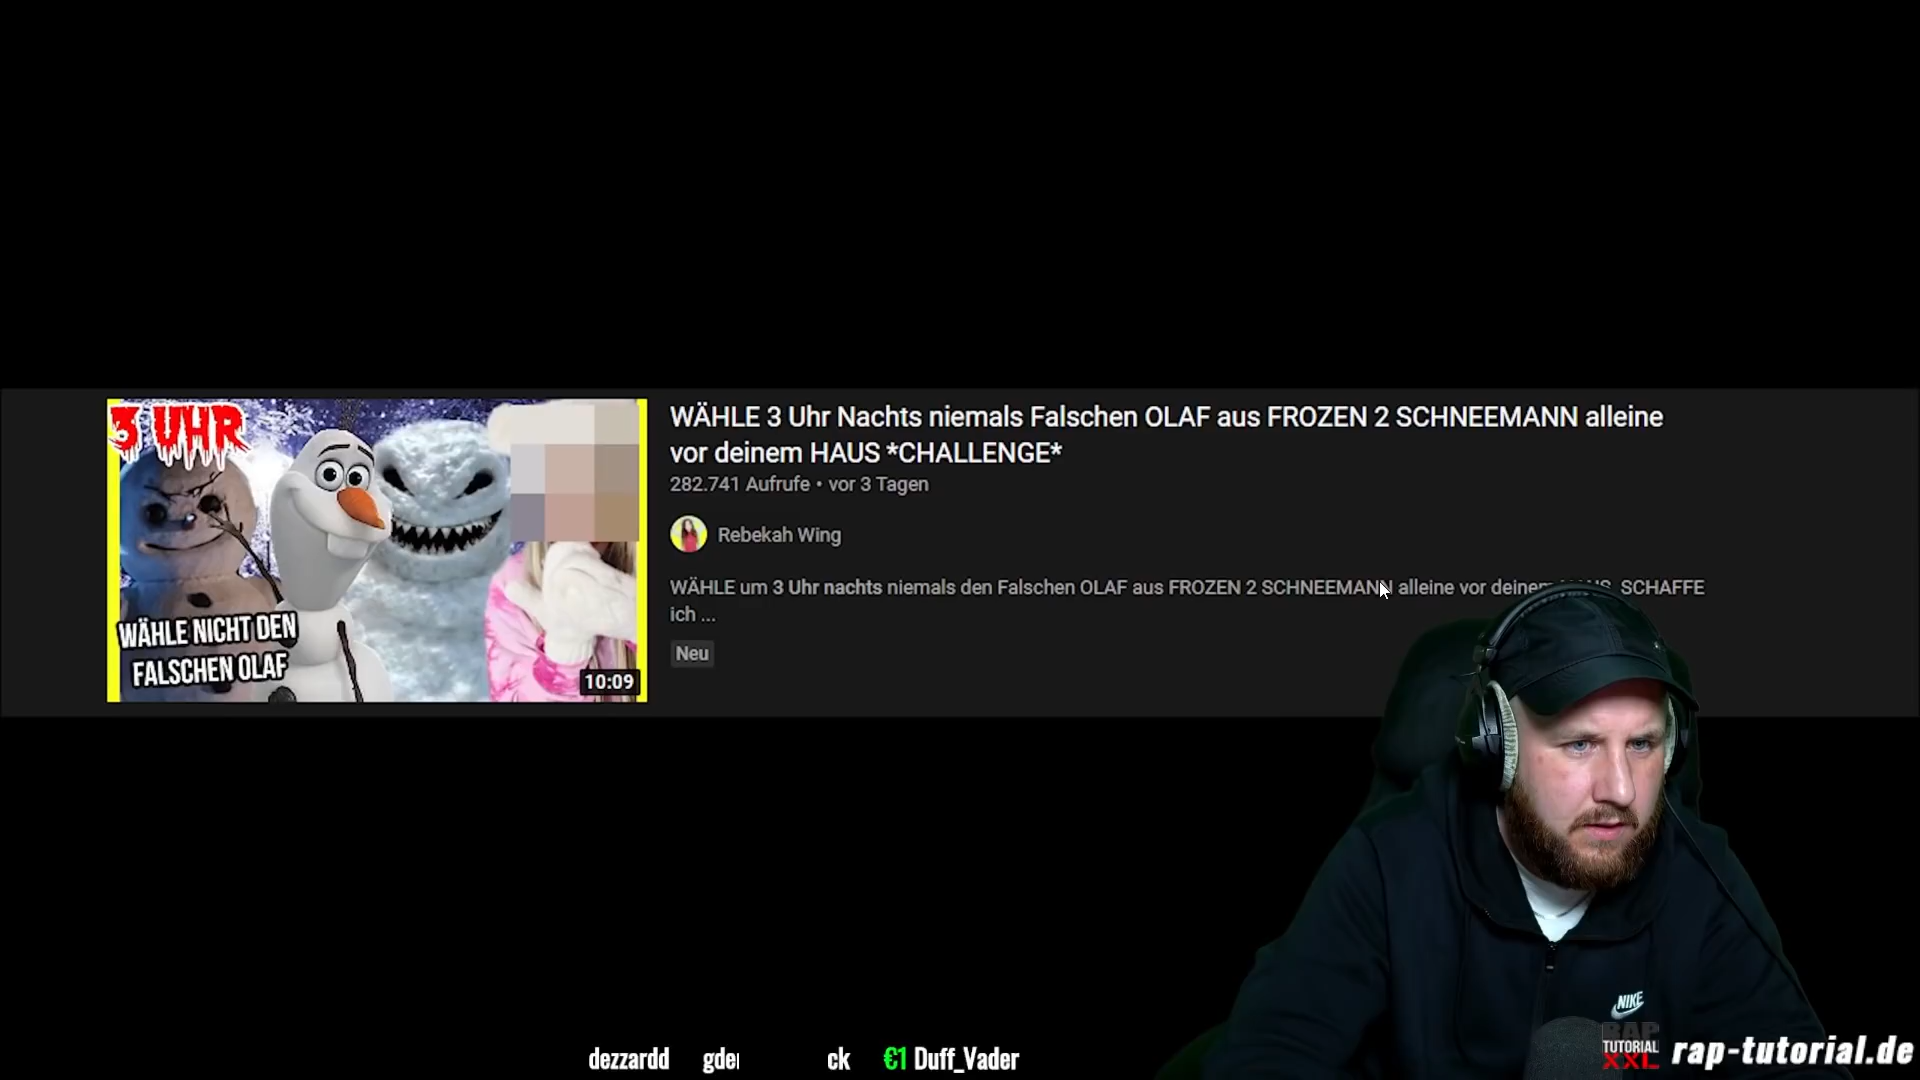 3 UHR
WÄHLE NICHT DEN
FALSCHEN OLAF
10:09
WÄHLE 3 Uhr Nachts niemals Falschen OLAF aus FROZEN 2 SCHNEEMANN alleine
vor deinem HAUS *CHALLENGE*
282.741 Aufrufe • vor 3 Tagen
Rebekah Wing
WÄHLE um 3 Uhr nachts niemals den Falschen OLAF aus FROZEN 2 SCHNEEMANN alleine vor SCHAFFE
ich ...
Neu
NIKE
RAP
TUTORIAL
XXL
rap-tutorial.de
dezzardd ck €1 Duff_Vader